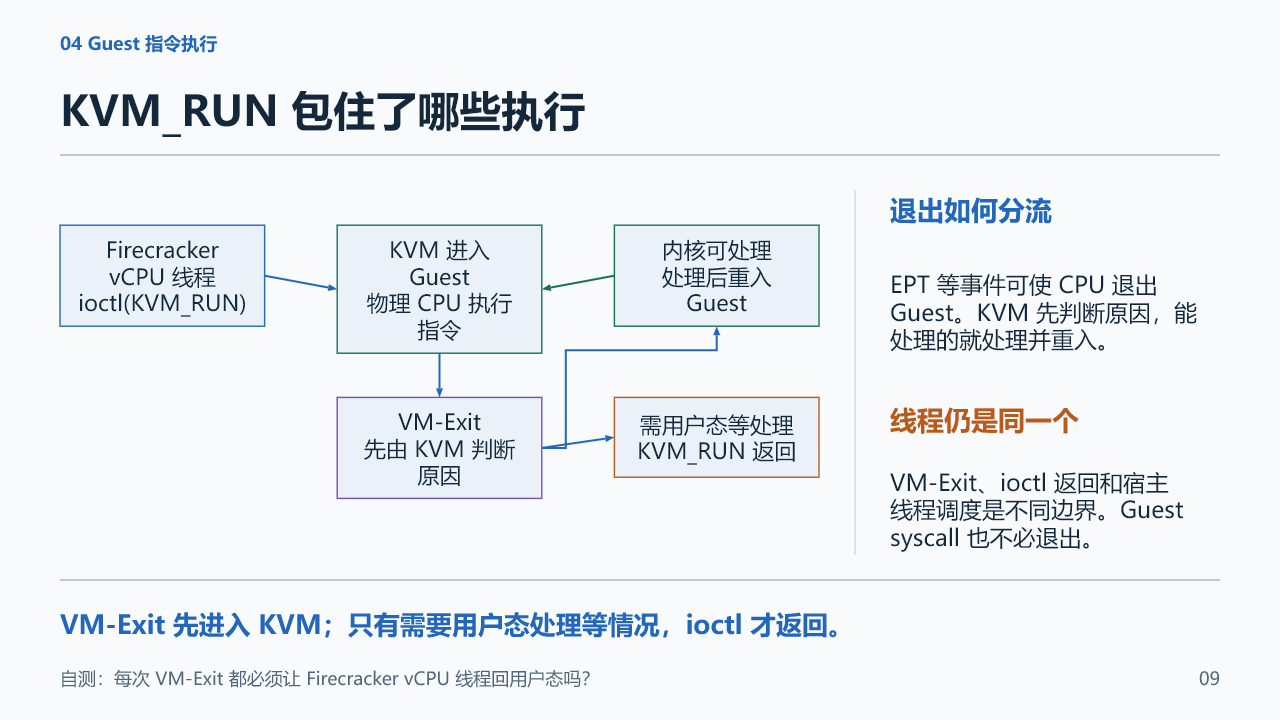 04 Guest 指令执行
KVM_RUN 包住了哪些执行
Firecracker
vCPU 线程
ioctl(KVM_RUN)
KVM 进入
Guest
物理 CPU 执行
指令
内核可处理
处理后重入
Guest
VM-Exit
先由 KVM 判断
原因
需用户态等处理
KVM_RUN 返回
退出如何分流
EPT 等事件可使 CPU 退出
Guest。KVM 先判断原因，能
处理的就处理并重入。
线程仍是同一个
VM-Exit、ioctl 返回和宿主
线程调度是不同边界。Guest
syscall 也不必退出。
VM-Exit 先进入 KVM；只有需要用户态处理等情况，ioctl 才返回。
自测：每次 VM-Exit 都必须让 Firecracker vCPU 线程回用户态吗？
09